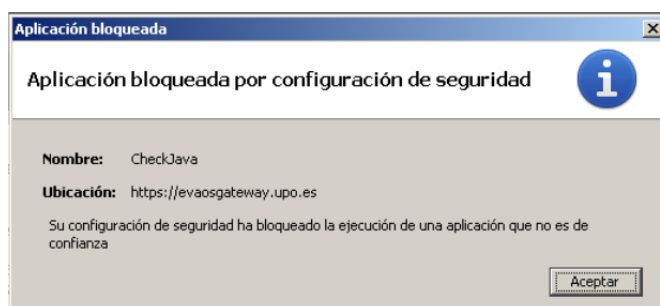 Aplicación bloqueada
Aplicación bloqueada por configuración de seguridad
Nombre: CheckJava
Ubicación: https://evaosgateway.upo.es
Su configuración de seguridad ha bloqueado la ejecución de una aplicación que no es de
confianza
Aceptar